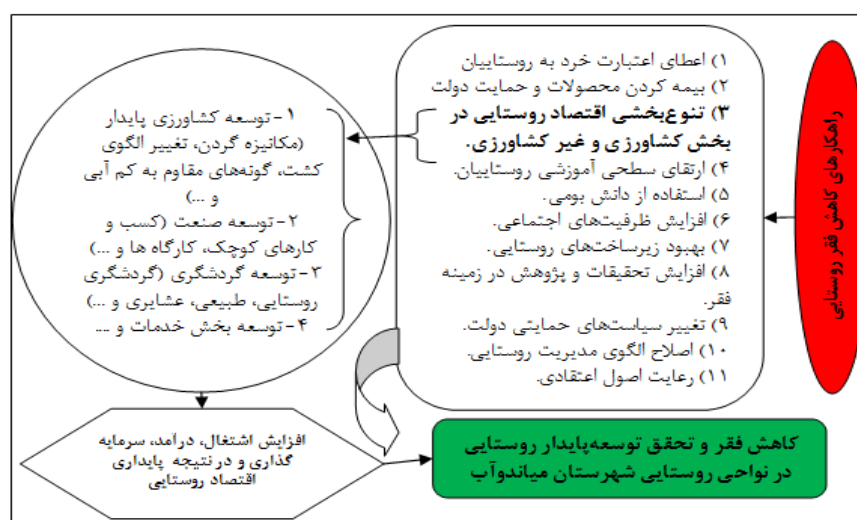 راهکارهای کاهش فقر روستایی
۱) اعطای اعتبارت خرد به روستاییان
۲) بیمه کردن محصولات و حمایت دولت
۳) تنوع‌بخشی اقتصاد روستایی در
بخش کشاورزی و غیر کشاورزی.
۴) ارتقای سطحی آموزشی روستاییان.
۵) استفاده از دانش بومی.
۶) افزایش ظرفیت‌های اجتماعی.
۷) بهبود زیرساخت‌های روستایی.
۸) افزایش تحقیقات و پژوهش در زمینه
فقر.
۹) تغییر سیاست‌های حمایتی دولت.
۱۰) اصلاح الگوی مدیریت روستایی.
۱۱) رعایت اصول اعتقادی.
۱- توسعه کشاورزی پایدار
(مکانیزه گردن، تغییر الگوی
کشت، گونه‌های مقاوم به کم آبی
و ...)
۲- توسعه صنعت (کسب و
کارهای کوچک، کارگاه ها و ...)
۳- توسعه گردشگری (گردشگری
روستایی، طبیعی، عشایری و ...)
۴- توسعه بخش خدمات و ....
افزایش اشتغال، درآمد، سرمایه
گذاری و در نتیجه پایداری
اقتصاد روستایی
کاهش فقر و تحقق توسعه‌پایدار روستایی
در نواحی روستایی شهرستان میاندوآب